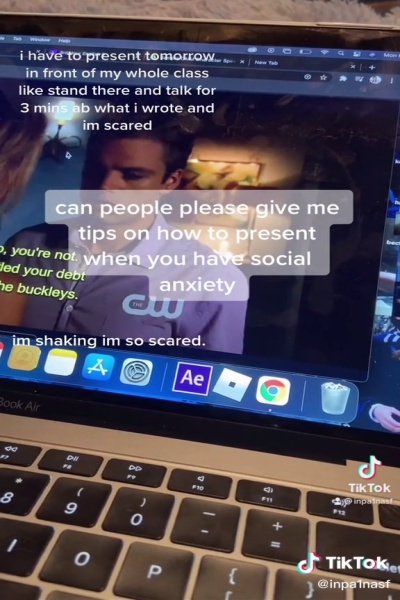 Tab Window Help
New Tab
i have to present tomorrow
in front of my whole class
like stand there and talk for
3 mins ab what i wrote and
im scared
can people please give me
tips on how to present
when you have social
anxiety
you're not.
your debt
buckleys.
THE
CW
im shaking im so scared.
Ae
Book Air
F7
F8
F9
F10
F11
F12
TikTok
@inpa1nasf
8
9
(
0
)
-
+
=
I
O
P
{
[
}
TikTok
@inpa1nasf